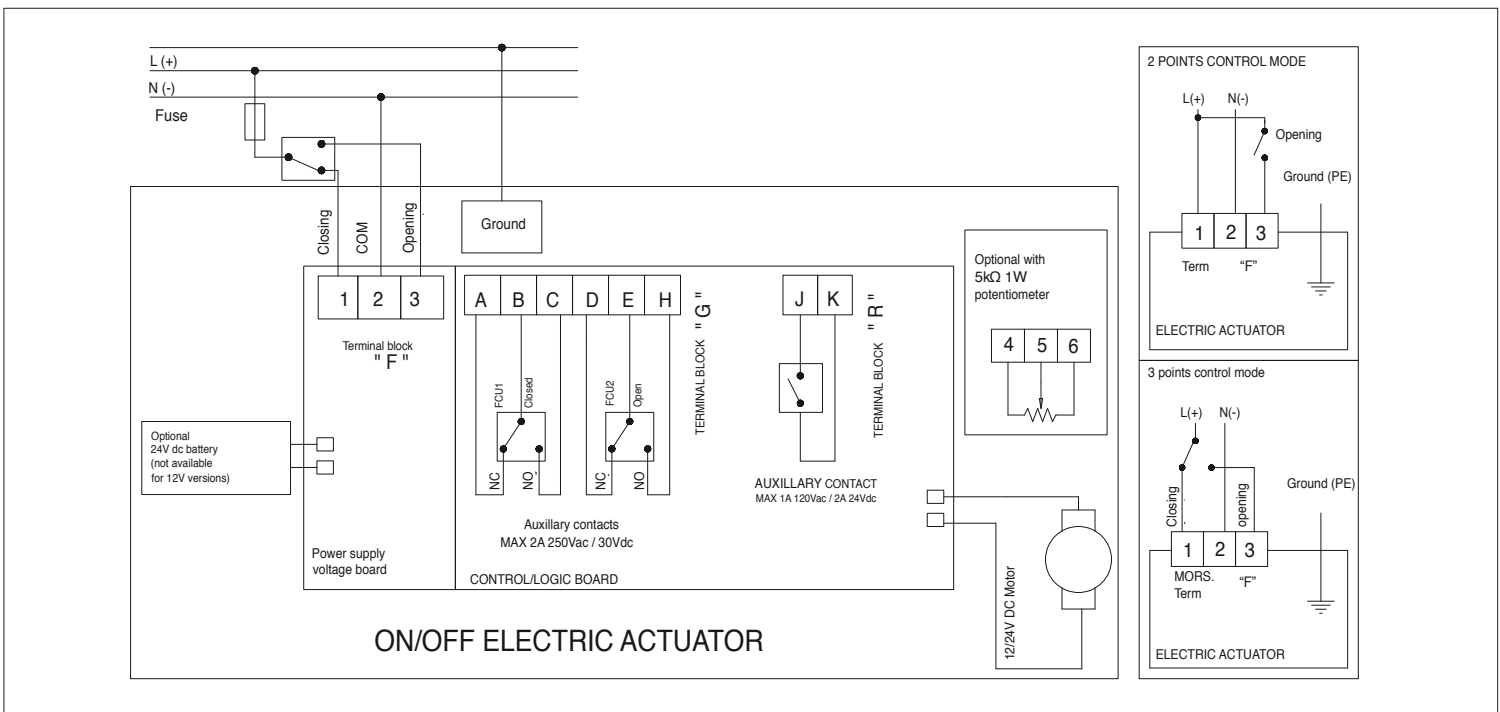 L (+)
N (-)
Fuse
Closing
COM
Opening
Ground
1 2 3
Terminal block
" F "
A B C D E H
TERMINAL BLOCK " G "
FCU1
Closed
FCU2
Open
NC
NO
NC
NO
Auxillary contacts
MAX 2A 250Vac / 30Vdc
J K
TERMINAL BLOCK " R "
AUXILLARY CONTACT
MAX 1A 120Vac / 2A 24Vdc
Optional with
5kΩ 1W
potentiometer
4 5 6
Optional
24V dc battery
(not available
for 12V versions)
Power supply
voltage board
CONTROL/LOGIC BOARD
12/24V DC Motor
ON/OFF ELECTRIC ACTUATOR
2 POINTS CONTROL MODE
L(+) N(-)
Opening
Ground (PE)
1 2 3
Term “F”
ELECTRIC ACTUATOR
3 points control mode
L(+) N(-)
Ground (PE)
Closing
opening
1 2 3
MORS.
Term “F”
ELECTRIC ACTUATOR